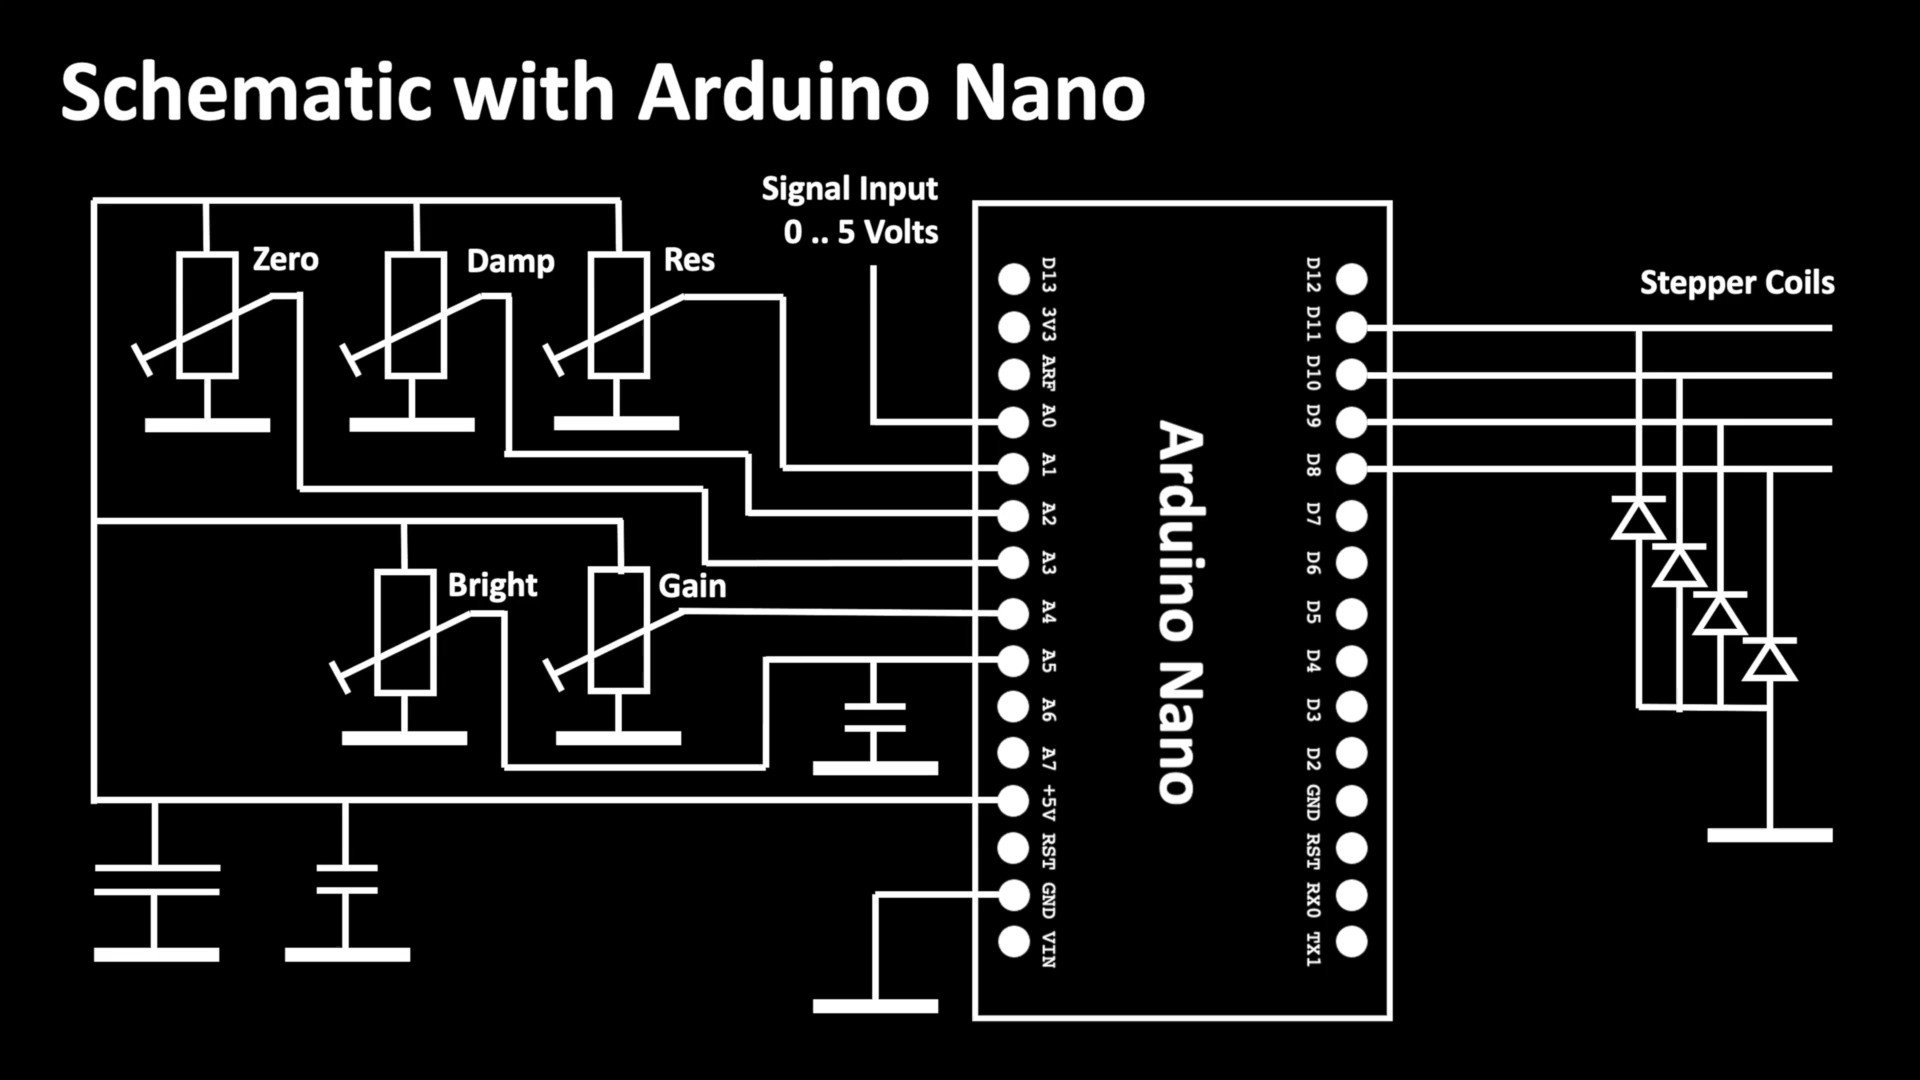 Schematic with Arduino Nano
Signal Input
0 .. 5 Volts
Zero
Damp
Res
Stepper Coils
Bright
Gain
D13
3V3
ARF
A0
A1
A2
A3
A4
A5
A6
A7
+5V
RST
GND
VIN
Arduino Nano
D12
D11
D10
D9
D8
D7
D6
D5
D4
D3
D2
GND
RST
RX0
TX1